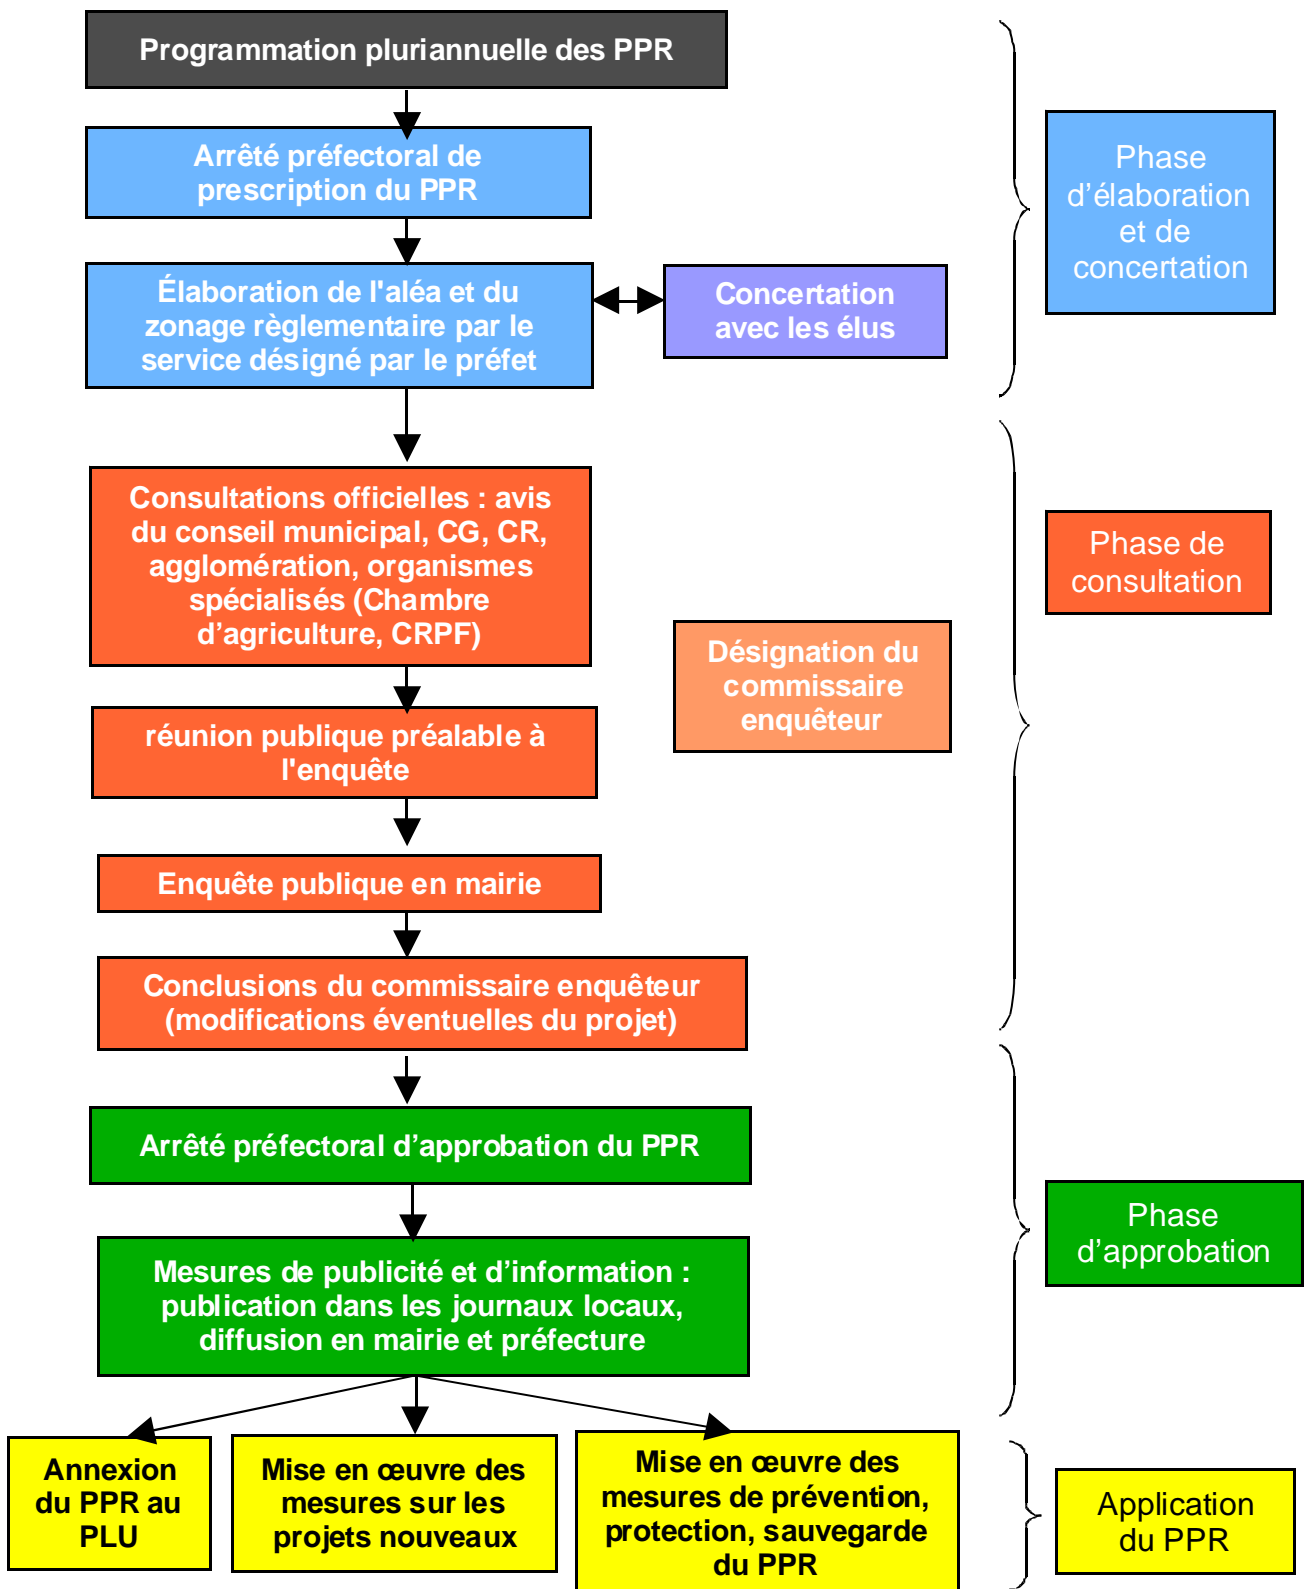 Programmation pluriannuelle des PPR
Arrêté préfectoral de
prescription du PPR
Élaboration de l'aléa et du
zonage règlementaire par le
service désigné par le préfet
Concertation
avec les élus
Phase
d’élaboration
et de
concertation
Consultations officielles : avis
du conseil municipal, CG, CR,
agglomération, organismes
spécialisés (Chambre
d’agriculture, CRPF)
Désignation du
commissaire
enquêteur
réunion publique préalable à
l'enquête
Enquête publique en mairie
Conclusions du commissaire enquêteur
(modifications éventuelles du projet)
Phase de
consultation
Arrêté préfectoral d’approbation du PPR
Mesures de publicité et d’information :
publication dans les journaux locaux,
diffusion en mairie et préfecture
Phase
d’approbation
Annexion
du PPR au
PLU
Mise en œuvre des
mesures sur les
projets nouveaux
Mise en œuvre des
mesures de prévention,
protection, sauvegarde
du PPR
Application
du PPR